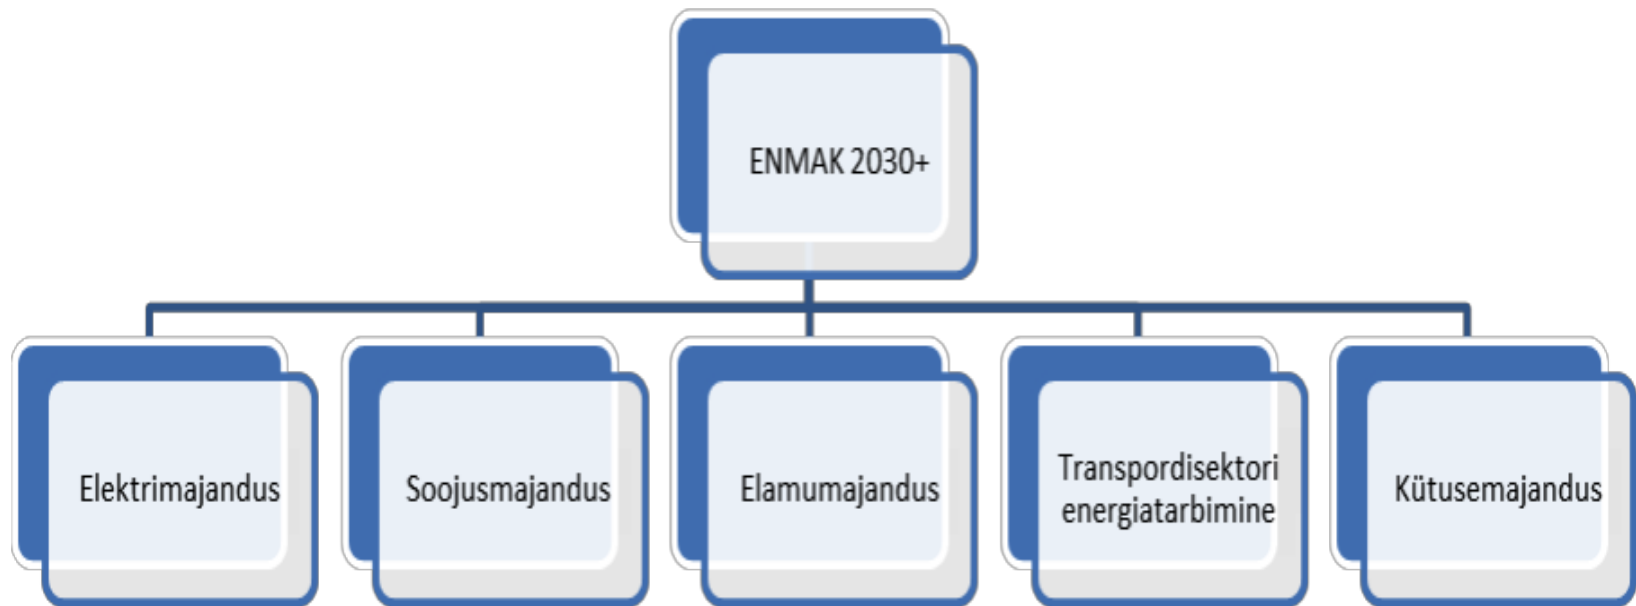 ENMAK 2030+
Elektrimajandus
Soojusmajandus
Elamumajandus
Transpordisektori
energiatarbimine
Kütusemajandus